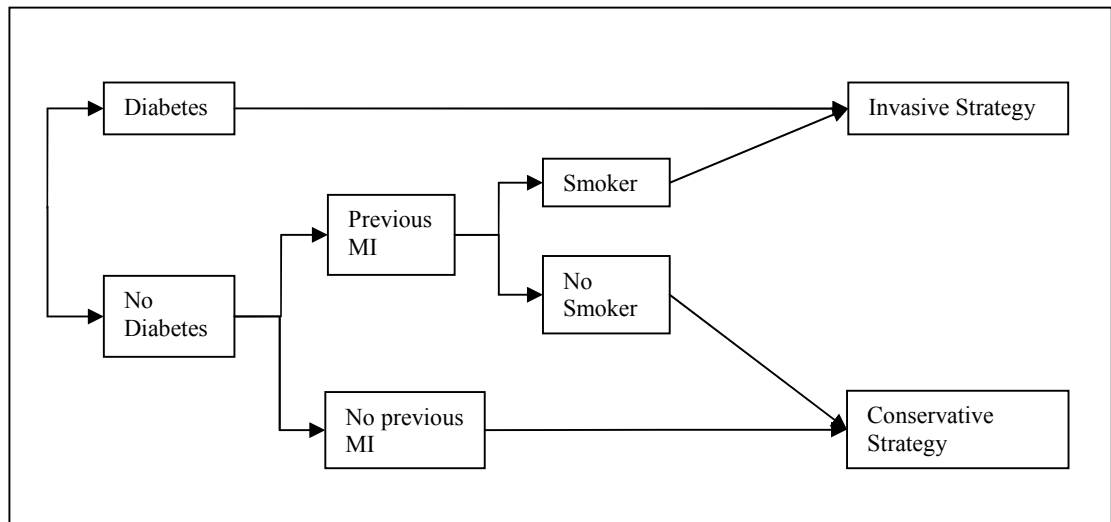 Diabetes
Invasive Strategy
Smoker
Previous
MI
No
Smoker
No
Diabetes
No previous
MI
Conservative
Strategy